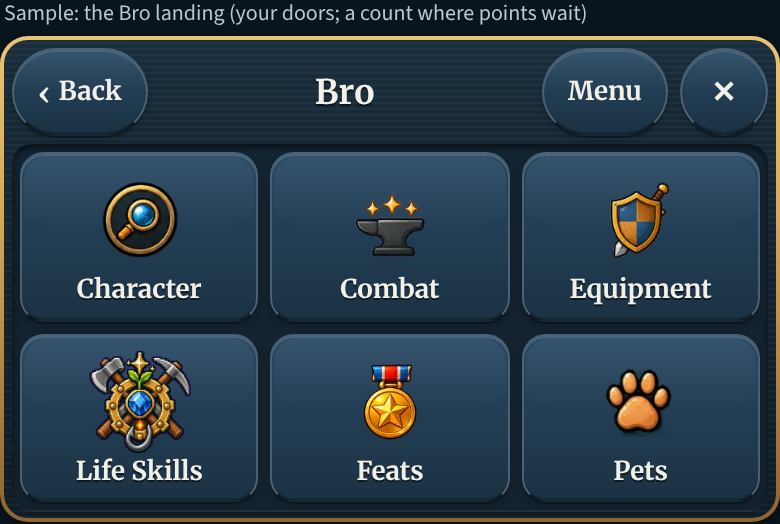 Sample: the Bro landing (your doors; a count where points wait)
‹ Back Bro Menu ✕
Character Combat Equipment
Life Skills Feats Pets